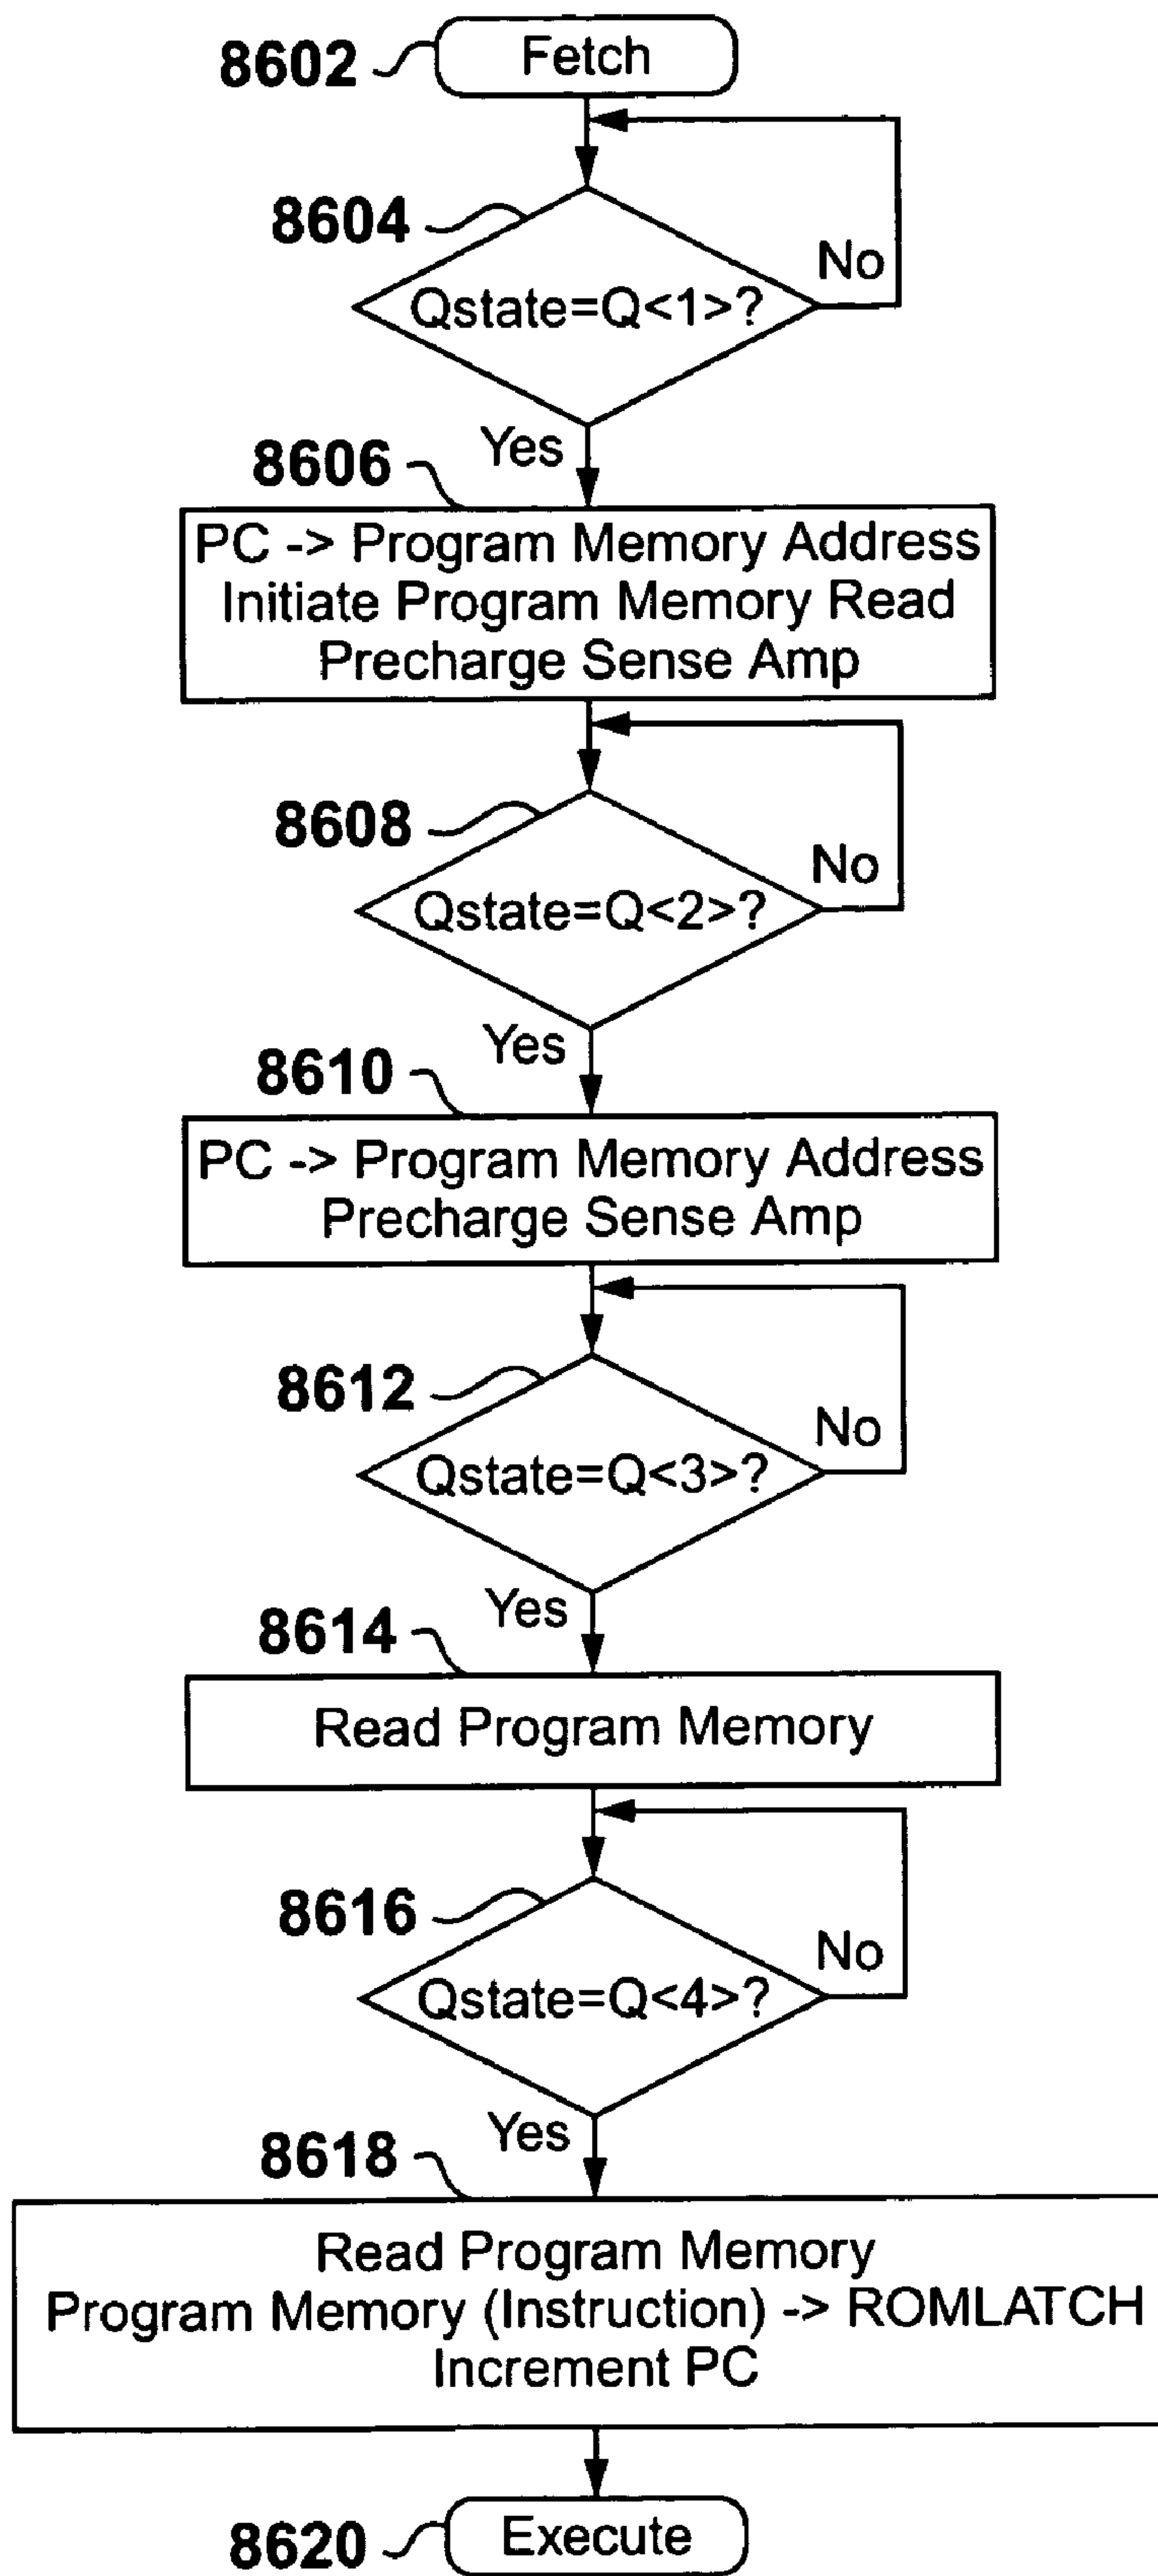 8602
Fetch
8604
No
Qstate=Q<1>?
Yes
8606
PC -> Program Memory Address
Initiate Program Memory Read
Precharge Sense Amp
8608
No
Qstate=Q<2>?
Yes
8610
PC -> Program Memory Address
Precharge Sense Amp
8612
No
Qstate=Q<3>?
Yes
8614
Read Program Memory
8616
No
Qstate=Q<4>?
Yes
8618
Read Program Memory
Program Memory (Instruction) -> ROMLATCH
Increment PC
8620
Execute